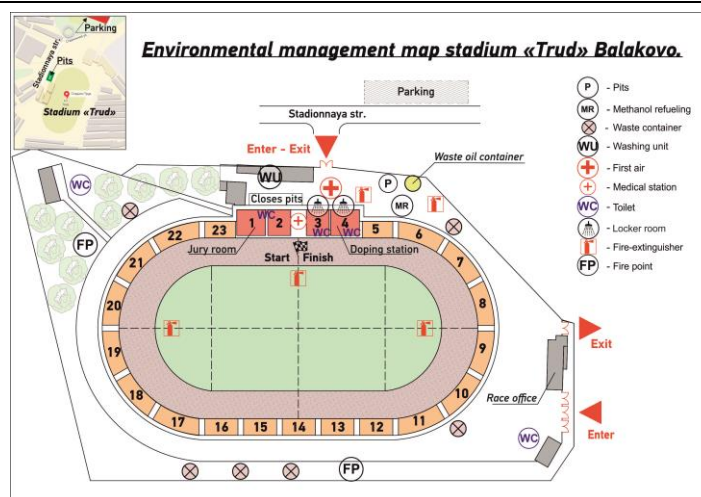 Parking
Stadionnaya str.
Pits
Stadium «Trud»
Environmental management map stadium «Trud» Balakovo.
Parking
Stadionnaya str.
Enter - Exit
Waste oil container
P - Pits
MR - Methanol refueling
- Waste container
WU - Washing unit
- First air
- Medical station
WC - Toilet
- Locker room
- Fire-extinguisher
FP - Fire point
WU
P
MR
WC
Closes pits
WC
1
2
3
4
WC
WC
5
6
7
8
9
10
11
12
13
14
15
16
17
18
19
20
21
22
23
FP
Jury room
Doping station
Start
Finish
Exit
Race office
Enter
WC
FP